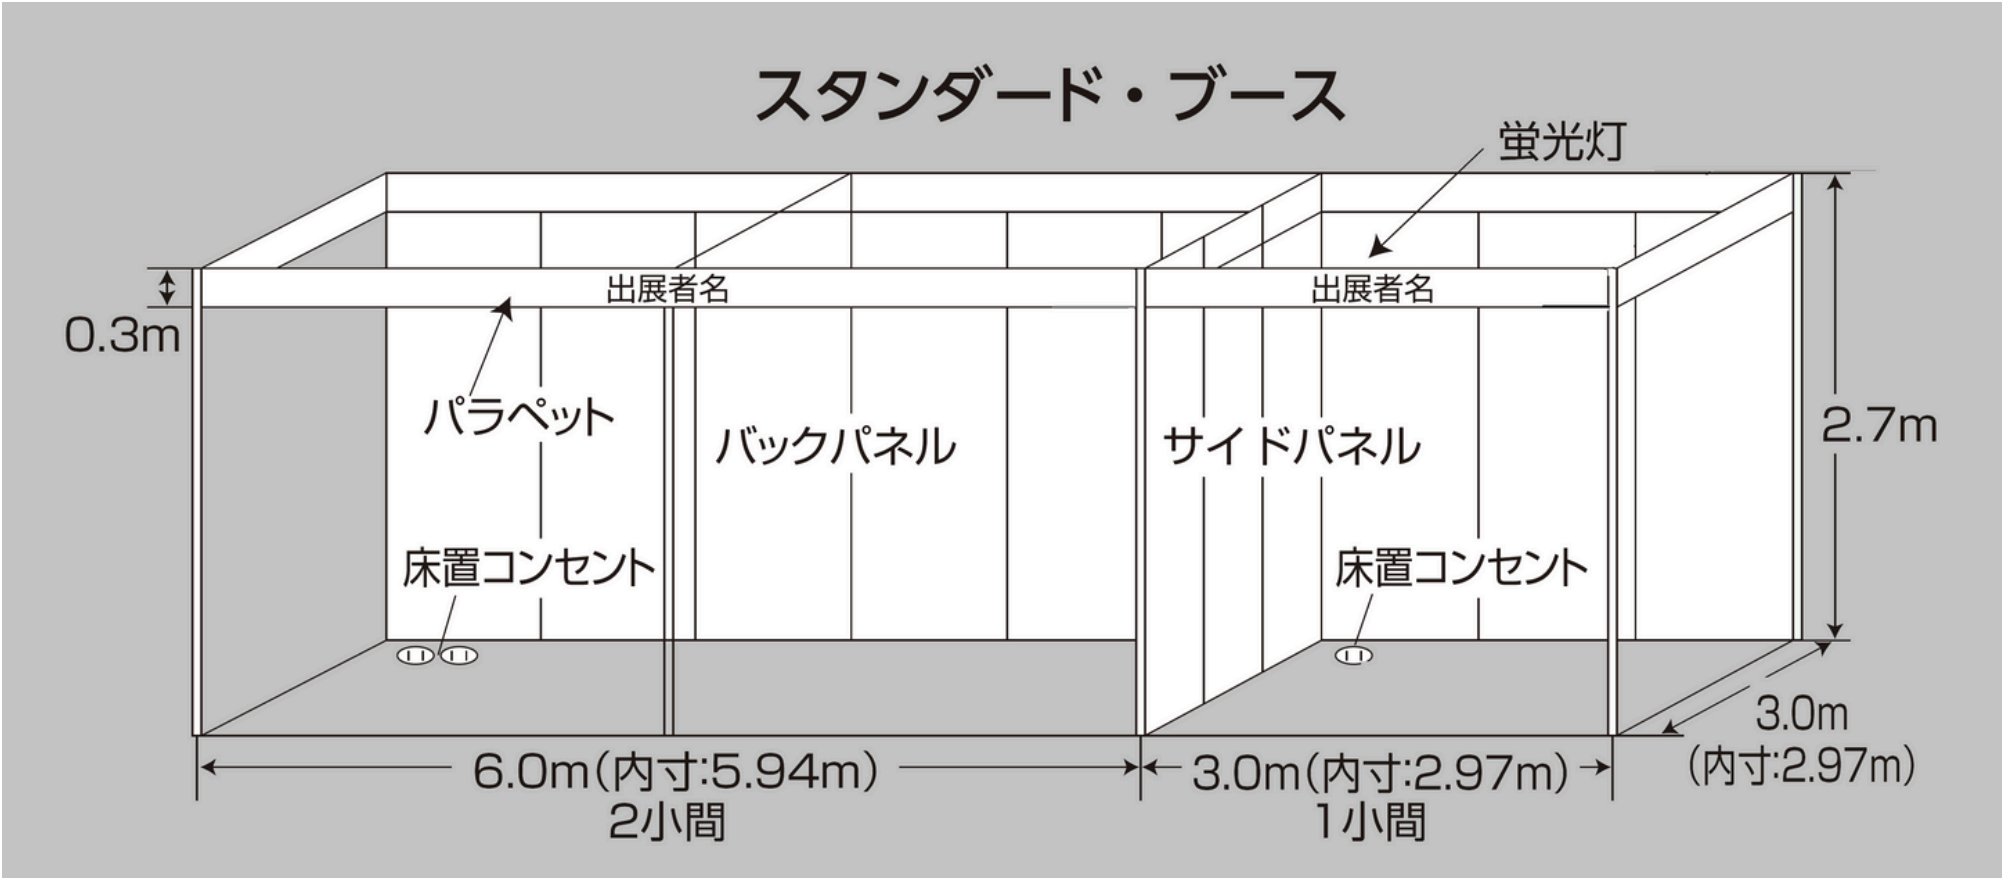 スタンダード・ブース
蛍光灯
出展者名
出展者名
0.3m
パラペット
バックパネル
サイドパネル
2.7m
床置コンセント
床置コンセント
3.0m
(内寸:2.97m)
6.0m(内寸:5.94m)
2小間
3.0m(内寸:2.97m)
1小間